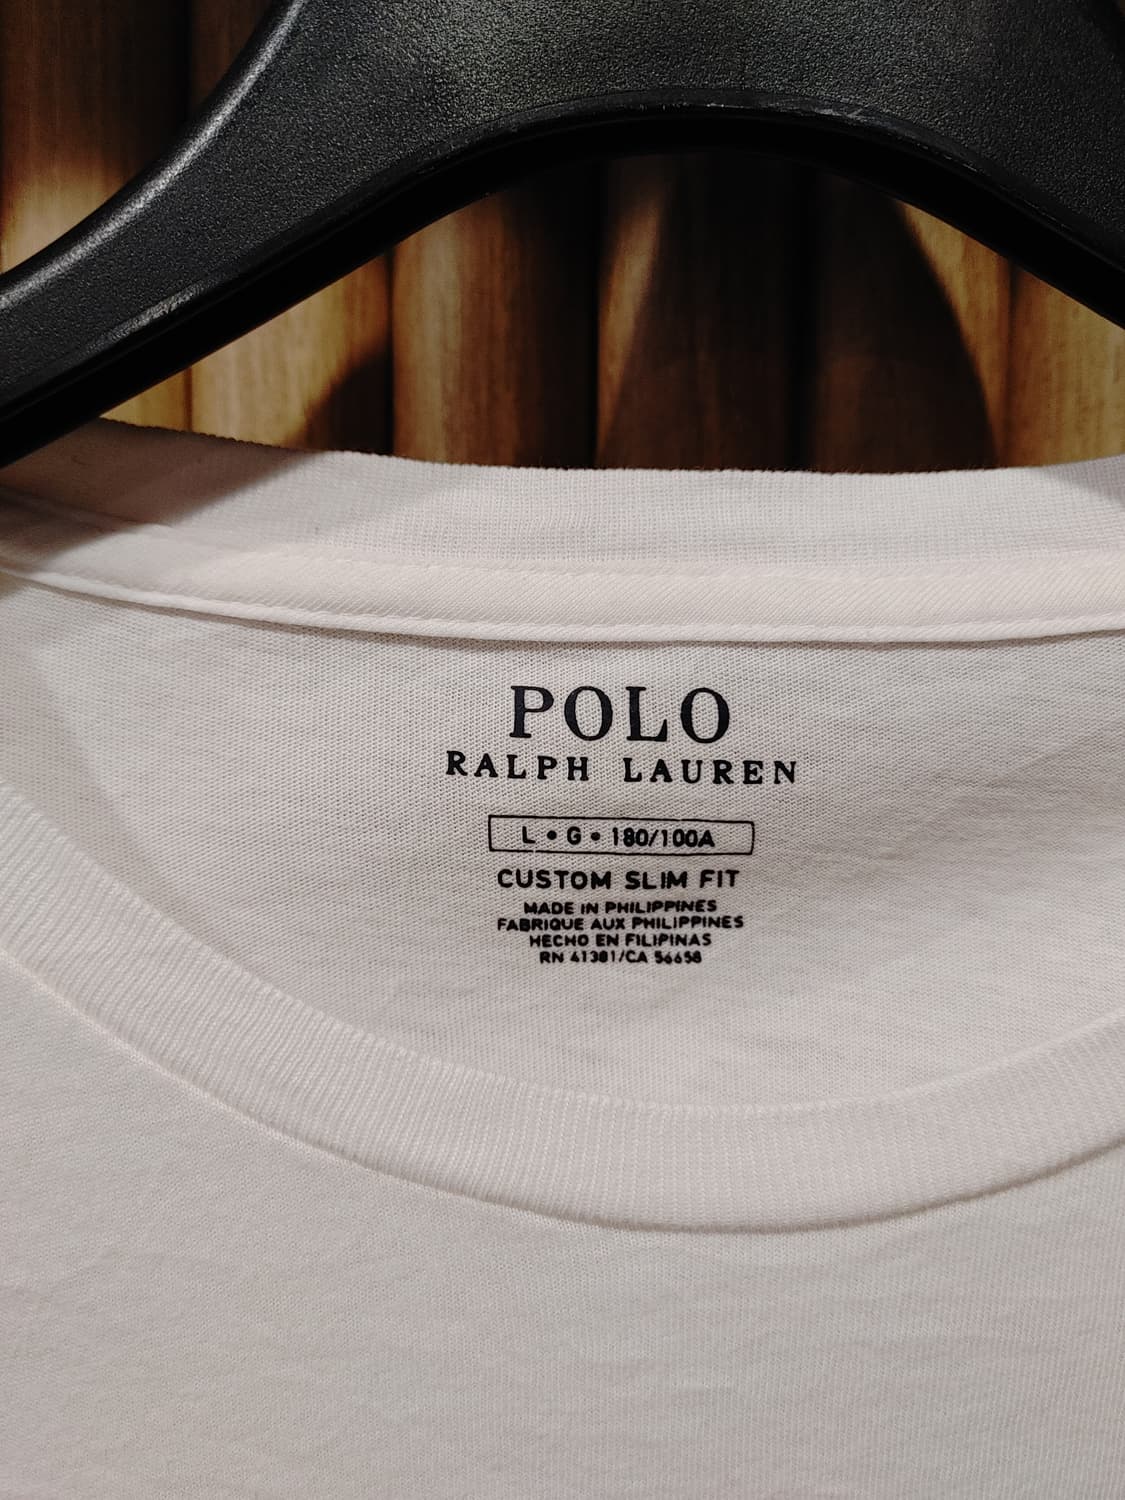 POLO
RALPH LAUREN
L • G • 180/100A
CUSTOM SLIM FIT
MADE IN PHILIPPINES
FABRIQUE AUX PHILIPPINES
HECHO EN FILIPINAS
RN 41381/CA 56658